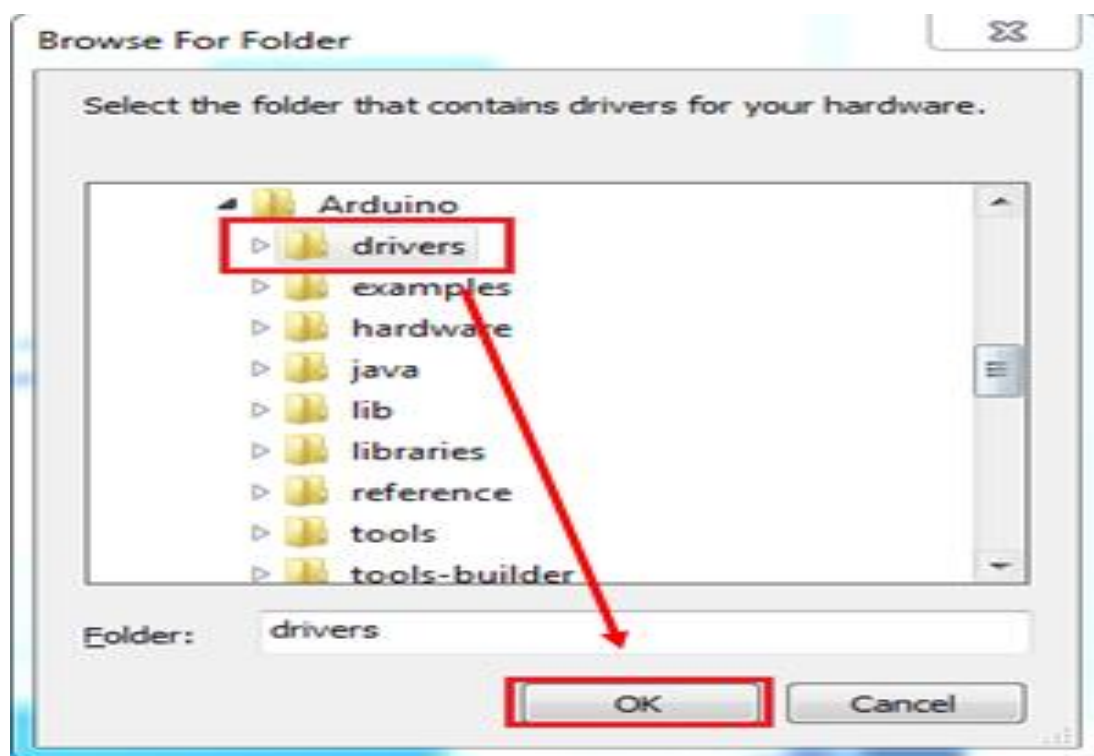 Browse For Folder
Select the folder that contains drivers for your hardware.
Arduino
drivers
examples
hardware
java
lib
libraries
reference
tools
tools-builder
Folder: drivers
OK Cancel